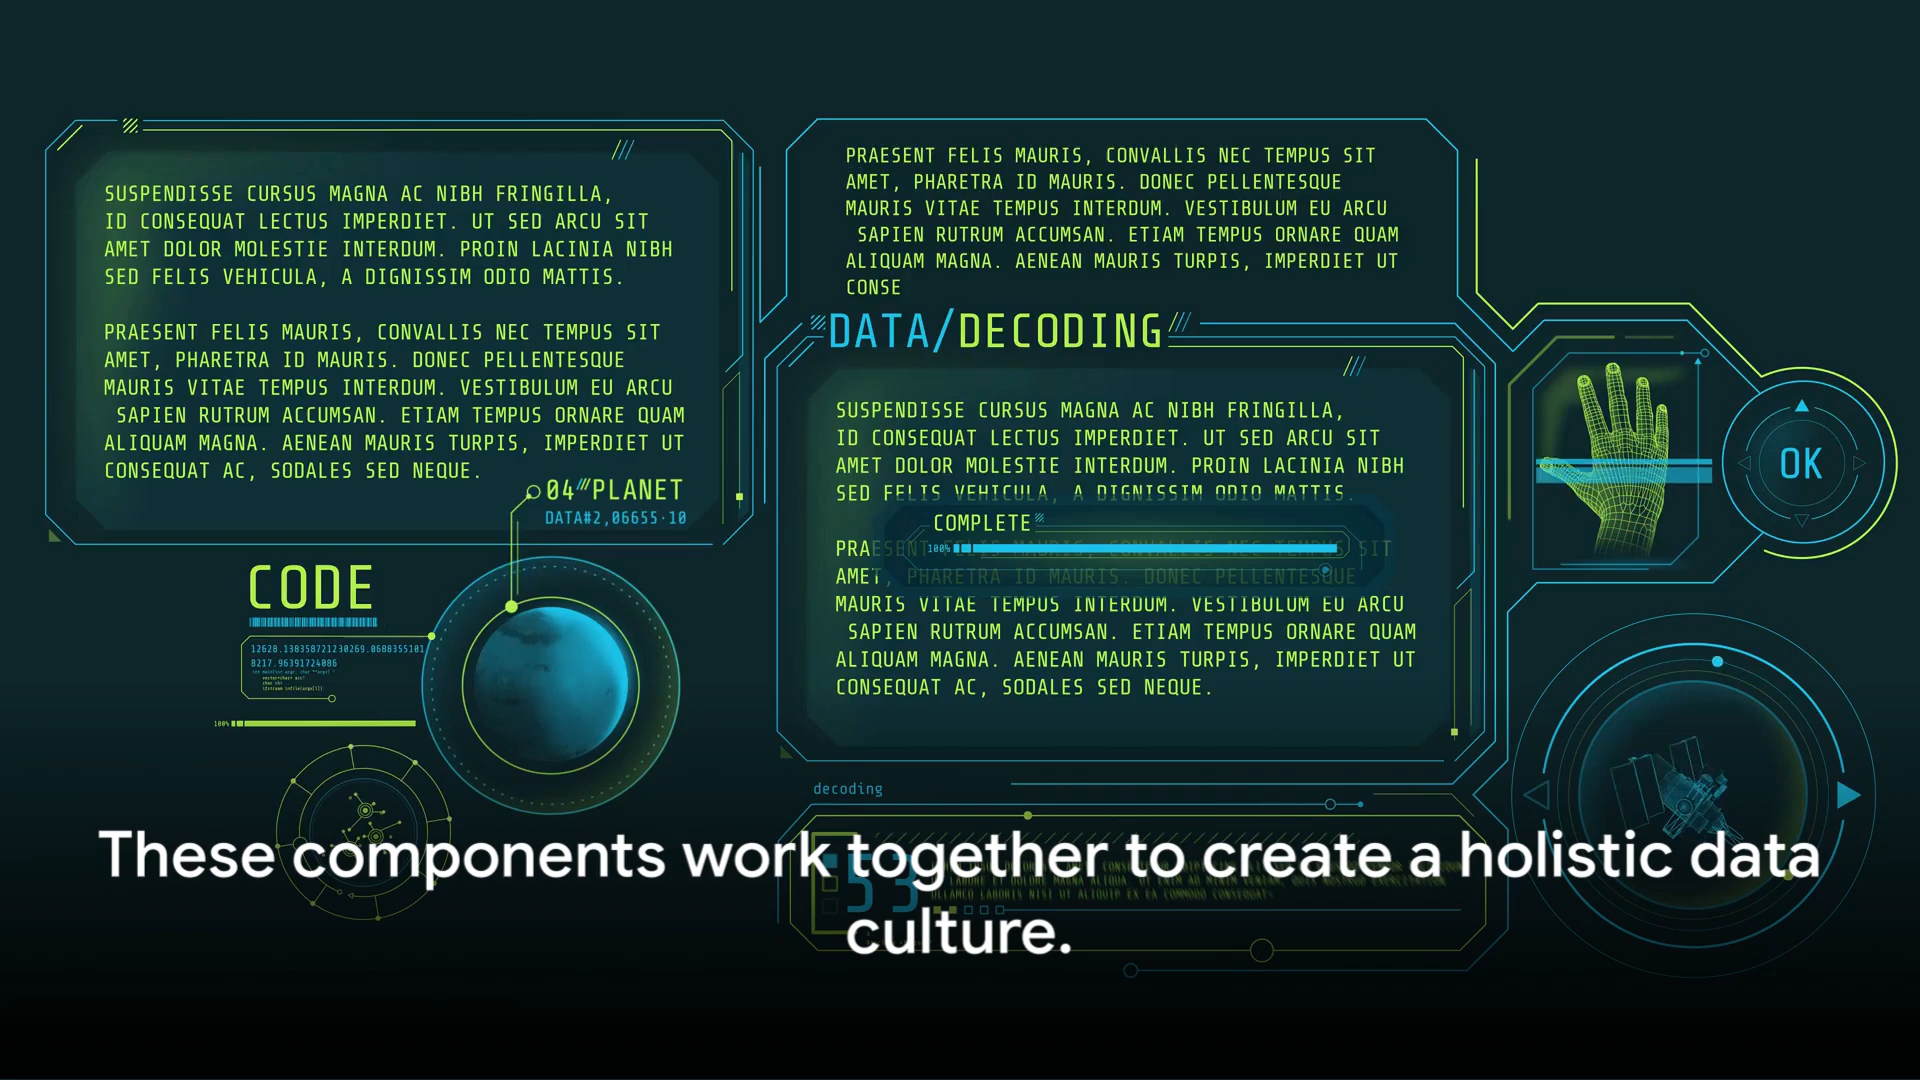 SUSPENDISSE CURSUS MAGNA AC NIBH FRINGILLA,
ID CONSEQUAT LECTUS IMPERDIET. UT SED ARCU SIT
AMET DOLOR MOLESTIE INTERDUM. PROIN LACINIA NIBH
SED FELIS VEHICULA, A DIGNISSIM ODIO MATTIS.
PRAESENT FELIS MAURIS, CONVALLIS NEC TEMPUS SIT
AMET, PHARETRA ID MAURIS. DONEC PELLENTESQUE
MAURIS VITAE TEMPUS INTERDUM. VESTIBULUM EU ARCU
SAPIEN RUTRUM ACCUMSAN. ETIAM TEMPUS ORNARE QUAM
ALIQUAM MAGNA. AENEAN MAURIS TURPIS, IMPERDIET UT
CONSEQUAT AC, SODALES SED NEQUE.
04 PLANET
DATA#2,06655·10
CODE
12628.138358721230269.0688355101
8217.96391724086
100%
PRAESENT FELIS MAURIS, CONVALLIS NEC TEMPUS SIT
AMET, PHARETRA ID MAURIS. DONEC PELLENTESQUE
MAURIS VITAE TEMPUS INTERDUM. VESTIBULUM EU ARCU
SAPIEN RUTRUM ACCUMSAN. ETIAM TEMPUS ORNARE QUAM
ALIQUAM MAGNA. AENEAN MAURIS TURPIS, IMPERDIET UT
CONSE
DATA/DECODING
SUSPENDISSE CURSUS MAGNA AC NIBH FRINGILLA,
ID CONSEQUAT LECTUS IMPERDIET. UT SED ARCU SIT
AMET DOLOR MOLESTIE INTERDUM. PROIN LACINIA NIBH
SED FELIS VEHICULA, A DIGNISSIM ODIO MATTIS.
COMPLETE
100%
PRAESENT FELIS MAURIS, CONVALLIS NEC TEMPUS SIT
AMET, PHARETRA ID MAURIS. DONEC PELLENTESQUE
MAURIS VITAE TEMPUS INTERDUM. VESTIBULUM EU ARCU
SAPIEN RUTRUM ACCUMSAN. ETIAM TEMPUS ORNARE QUAM
ALIQUAM MAGNA. AENEAN MAURIS TURPIS, IMPERDIET UT
CONSEQUAT AC, SODALES SED NEQUE.
decoding
53
OK
These components work together to create a holistic data
culture.